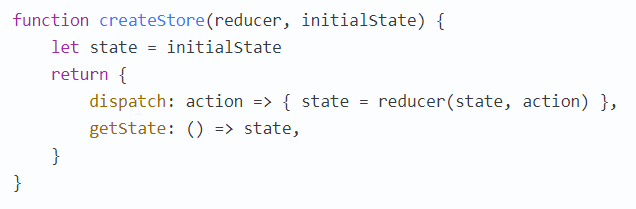 function createStore(reducer, initialState) {
    let state = initialState
    return {
        dispatch: action => { state = reducer(state, action) },
        getState: () => state,
    }
}